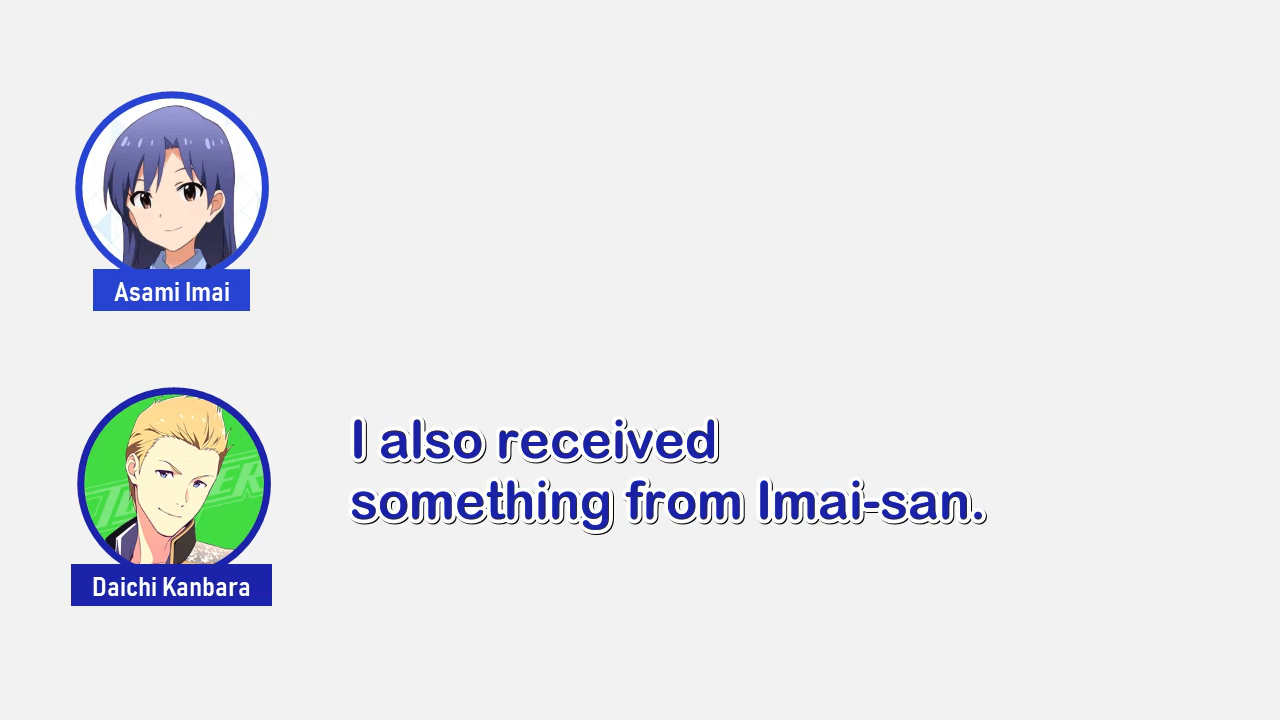 Asami Imai
I also received
something from Imai-san.
Daichi Kanbara